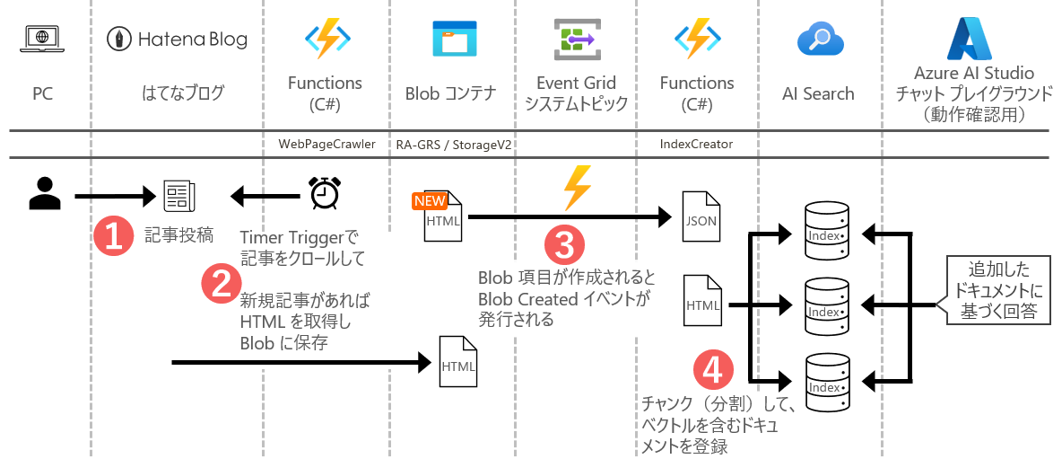 PC
Hatena Blog
はてなブログ
Functions
(C#)
Blob コンテナ
Event Grid
システムトピック
Functions
(C#)
AI Search
Azure AI Studio
チャット プレイグラウンド
（動作確認用）
WebPageCrawler
RA-GRS / StorageV2
IndexCreator
1
記事投稿
2
Timer Triggerで
記事をクロールして
新規記事があれば
HTML を取得し
Blob に保存
NEW
HTML
HTML
3
Blob 項目が作成されると
Blob Created イベントが
発行される
JSON
HTML
4
チャンク（分割）して、
ベクトルを含むドキュ
メントを登録
Index
Index
Index
追加した
ドキュメントに
基づく回答